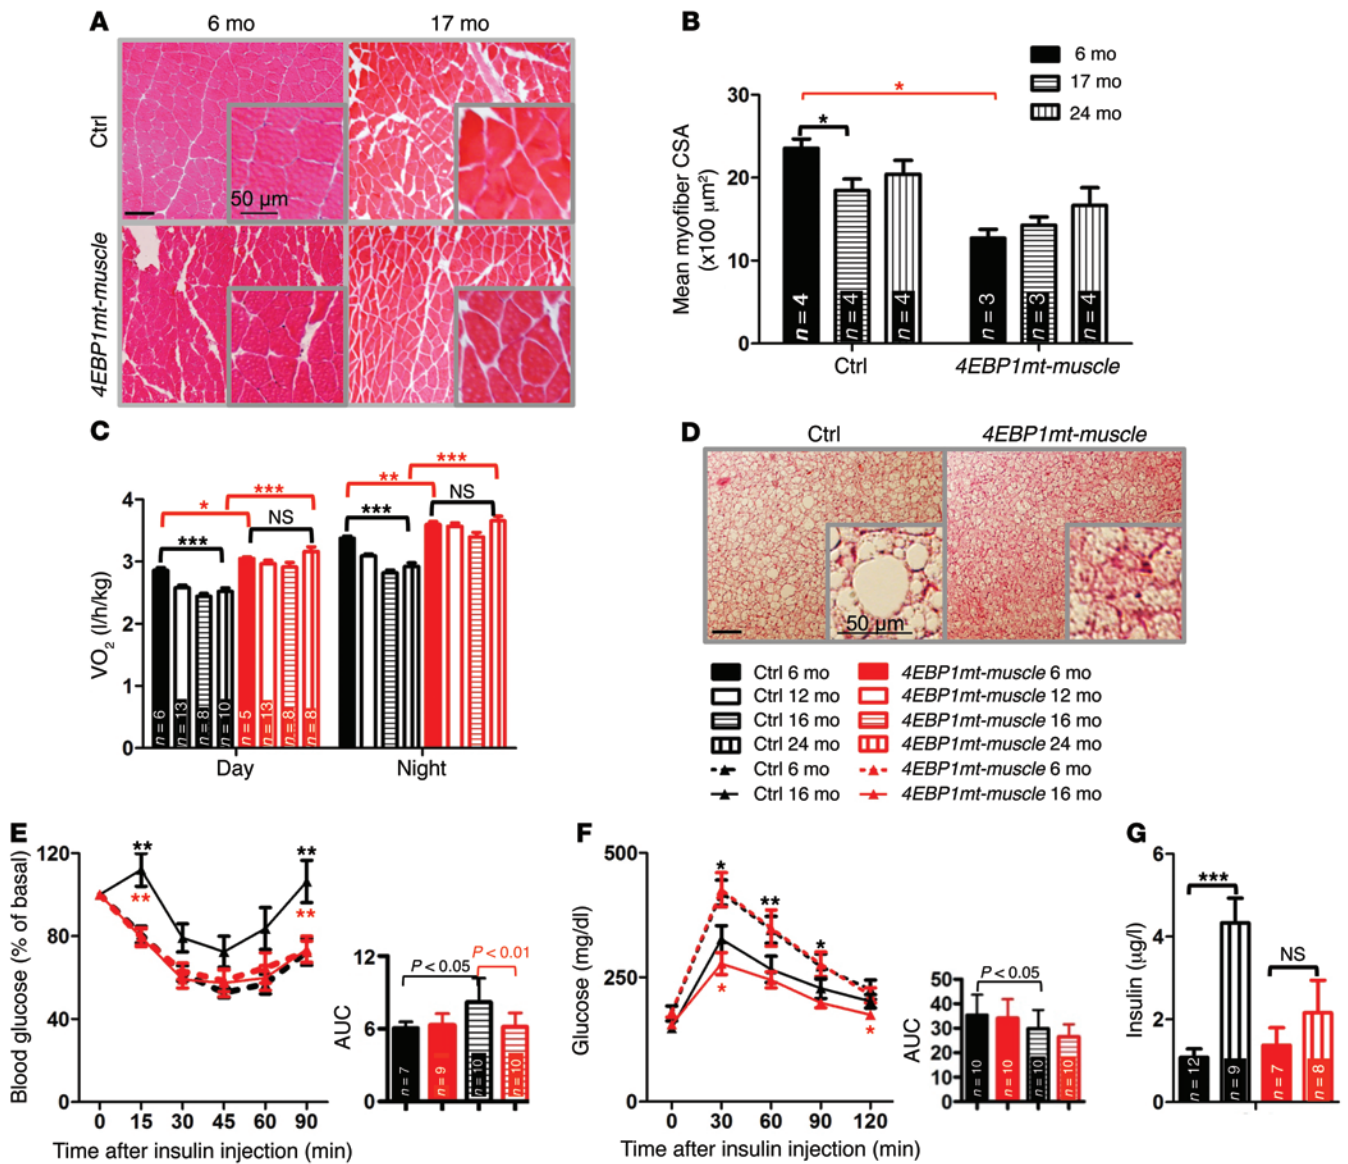 A
6 mo
17 mo
Ctrl
50 μm
4EBP1mt-muscle
B
6 mo
17 mo
24 mo
Mean myofiber CSA
(x100 μm²)
30
20
10
0
*
*
n = 4
n = 4
n = 4
n = 3
n = 3
n = 4
Ctrl
4EBP1mt-muscle
C
VO₂ (l/h/kg)
4
3
2
1
0
***
*
***
NS
***
**
***
NS
n = 6
n = 13
n = 8
n = 10
n = 5
n = 13
n = 8
n = 8
Day
Night
D
Ctrl
4EBP1mt-muscle
50 μm
Ctrl 6 mo
4EBP1mt-muscle 6 mo
Ctrl 12 mo
4EBP1mt-muscle 12 mo
Ctrl 16 mo
4EBP1mt-muscle 16 mo
Ctrl 24 mo
4EBP1mt-muscle 24 mo
Ctrl 6 mo
4EBP1mt-muscle 6 mo
Ctrl 16 mo
4EBP1mt-muscle 16 mo
E
Blood glucose (% of basal)
120
80
40
0
**
**
**
**
0 15 30 45 60 90
Time after insulin injection (min)
AUC
12
6
0
P < 0.05
P < 0.01
n = 7
n = 9
n = 10
n = 10
F
Glucose (mg/dl)
500
250
0
*
**
*
*
*
0 30 60 90 120
Time after insulin injection (min)
AUC
50
40
30
20
10
0
P < 0.05
n = 10
n = 10
n = 10
n = 10
G
Insulin (μg/l)
6
4
2
0
***
NS
n = 12
n = 9
n = 7
n = 8